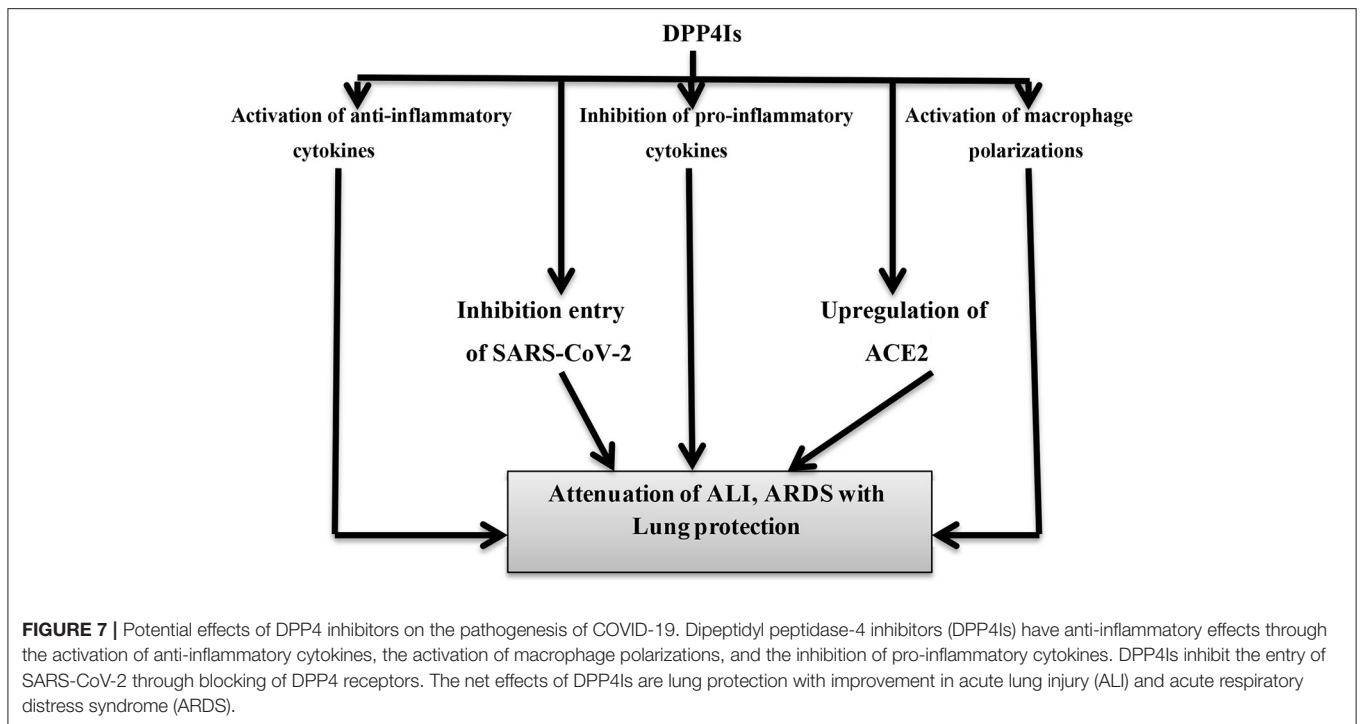 DPP4Is
Activation of anti-inflammatory
cytokines
Inhibition of pro-inflammatory
cytokines
Activation of macrophage
polarizations
Inhibition entry
of SARS-CoV-2
Upregulation of
ACE2
Attenuation of ALI, ARDS with
Lung protection
FIGURE 7 | Potential effects of DPP4 inhibitors on the pathogenesis of COVID-19. Dipeptidyl peptidase-4 inhibitors (DPP4Is) have anti-inflammatory effects through
the activation of anti-inflammatory cytokines, the activation of macrophage polarizations, and the inhibition of pro-inflammatory cytokines. DPP4Is inhibit the entry of
SARS-CoV-2 through blocking of DPP4 receptors. The net effects of DPP4Is are lung protection with improvement in acute lung injury (ALI) and acute respiratory
distress syndrome (ARDS).